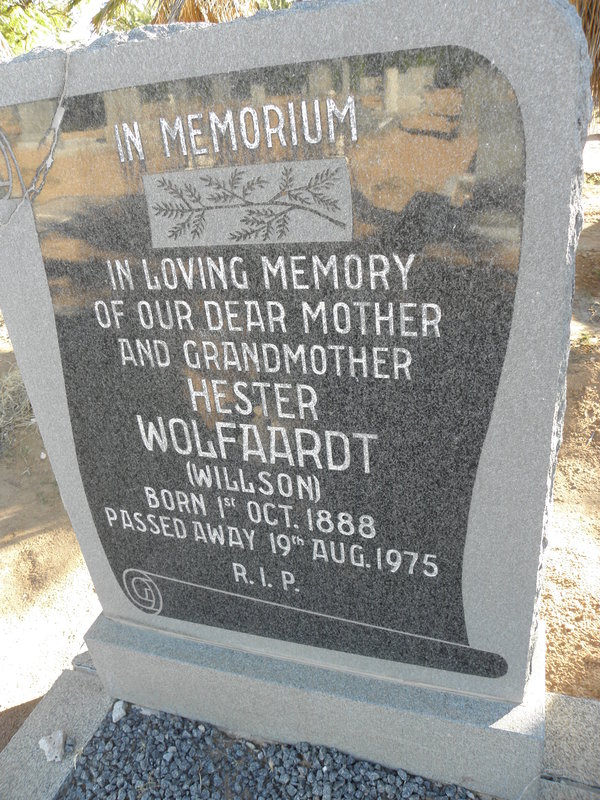 IN MEMORIUM
IN LOVING MEMORY
OF OUR DEAR MOTHER
AND GRANDMOTHER
HESTER
WOLFAARDT
(WILLSON)
BORN 1st OCT. 1888
PASSED AWAY 19th AUG. 1975
R.I.P.